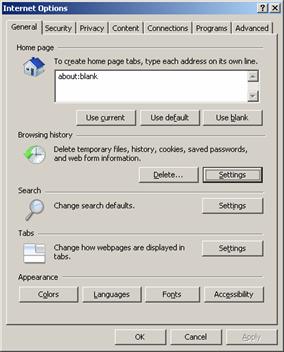 Internet Options
General Security Privacy Content Connections Programs Advanced
Home page
To create home page tabs, type each address on its own line.
about:blank
Use current Use default Use blank
Browsing history
Delete temporary files, history, cookies, saved passwords,
and web form information.
Delete... Settings
Search
Change search defaults. Settings
Tabs
Change how webpages are displayed in
tabs.
Settings
Appearance
Colors Languages Fonts Accessibility
OK Cancel Apply